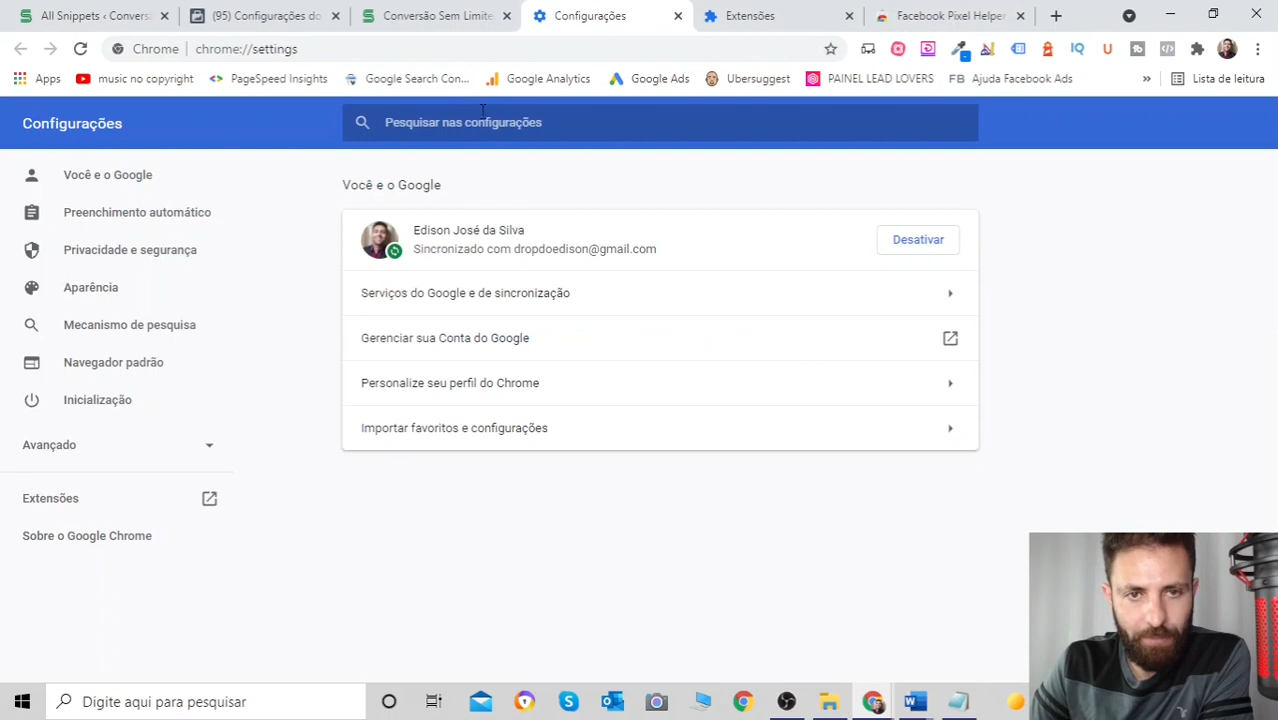 All Snippets ‹ Convers
(95) Configurações do
Conversão Sem Limite
Configurações
Extensões
Facebook Pixel Helper
Chrome | chrome://settings
Apps
music no copyright
PageSpeed Insights
Google Search Con...
Google Analytics
Google Ads
Ubersuggest
PAINEL LEAD LOVERS
FB Ajuda Facebook Ads
»
Lista de leitura
Configurações
Pesquisar nas configurações
Você e o Google
Preenchimento automático
Privacidade e segurança
Aparência
Mecanismo de pesquisa
Navegador padrão
Inicialização
Avançado
Extensões
Sobre o Google Chrome
Você e o Google
Edison José da Silva
Sincronizado com dropdoedison@gmail.com
Desativar
Serviços do Google e de sincronização
Gerenciar sua Conta do Google
Personalize seu perfil do Chrome
Importar favoritos e configurações
Digite aqui para pesquisar